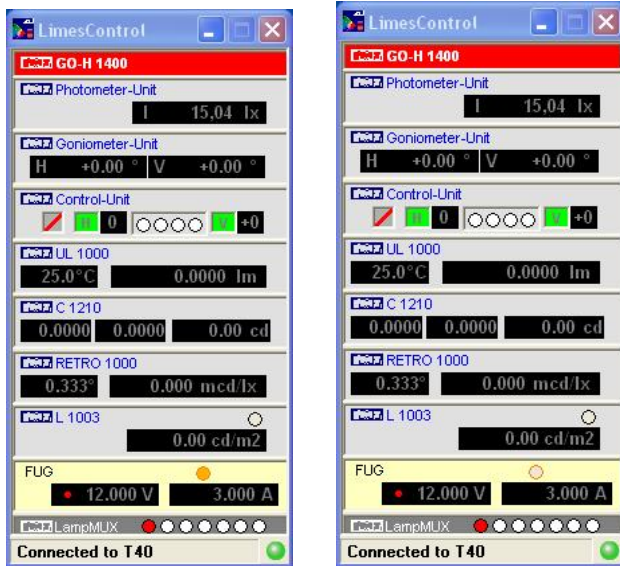 LimesControl
GO-H 1400
Photometer-Unit
I 15,04 lx
Goniometer-Unit
H +0.00 ° V +0.00 °
Control-Unit
H 0 V +0
UL 1000
25.0°C 0.0000 lm
C 1210
0.0000 0.0000 0.00 cd
RETRO 1000
0.333° 0.000 mcd/lx
L 1003
0.00 cd/m2
FUG
12.000 V 3.000 A
LampMUX
Connected to T40
LimesControl
GO-H 1400
Photometer-Unit
I 15,04 lx
Goniometer-Unit
H +0.00 ° V +0.00 °
Control-Unit
H 0 V +0
UL 1000
25.0°C 0.0000 lm
C 1210
0.0000 0.0000 0.00 cd
RETRO 1000
0.333° 0.000 mcd/lx
L 1003
0.00 cd/m2
FUG
12.000 V 3.000 A
LampMUX
Connected to T40